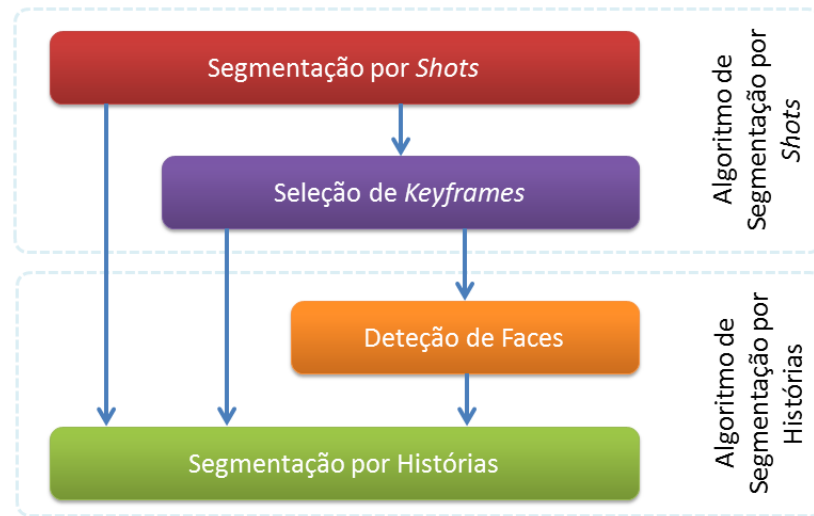 Segmentação por Shots
Seleção de Keyframes
Algoritmo de
Segmentação por
Shots
Deteção de Faces
Segmentação por Histórias
Algoritmo de
Segmentação por
Histórias